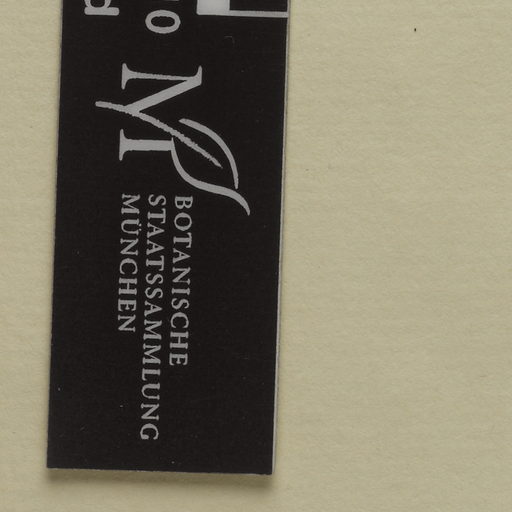 M
BOTANISCHE
STAATSSAMMLUNG
MÜNCHEN